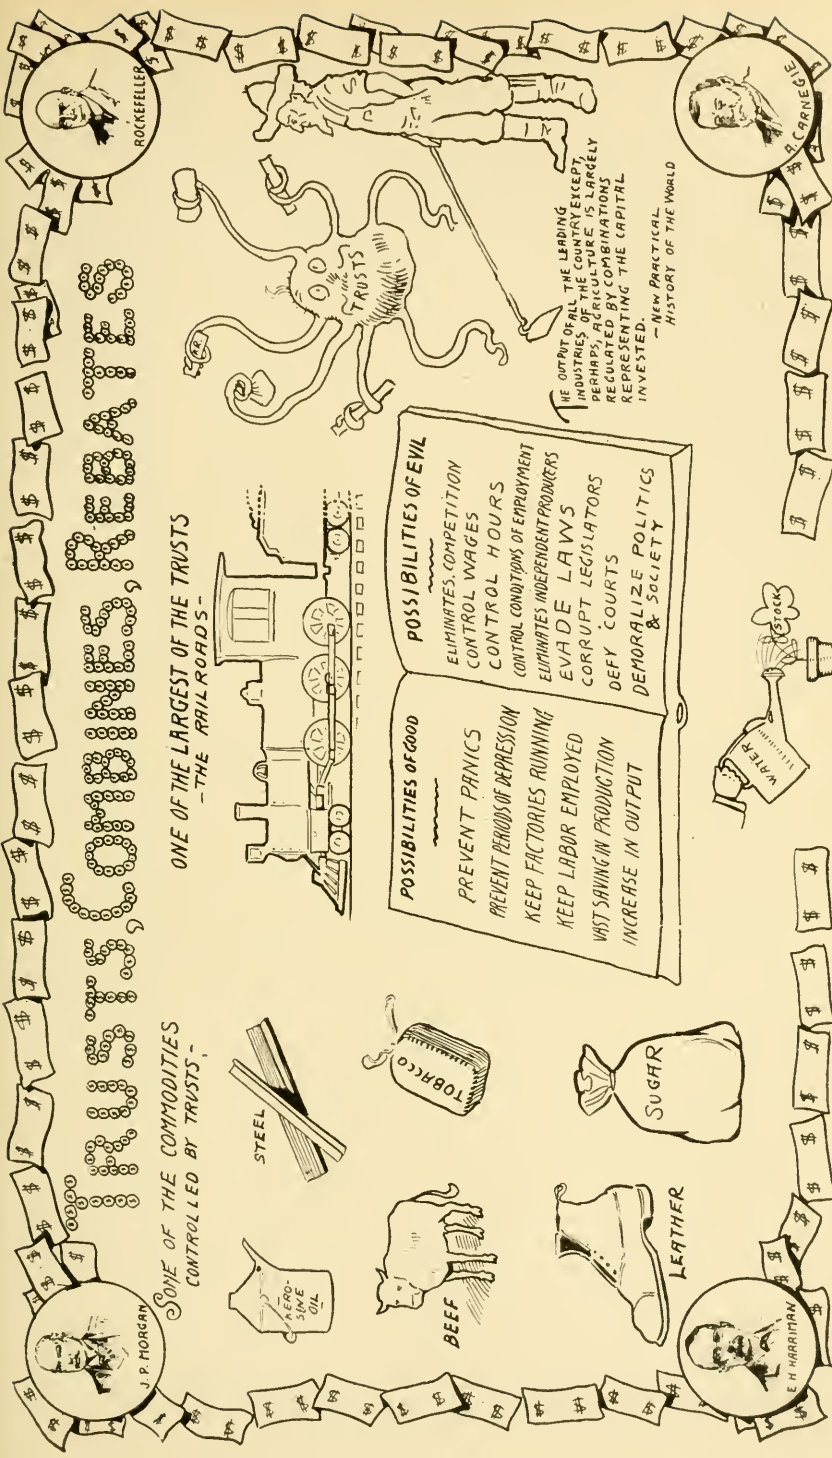 TRUSTS, COMBINES, REBATES
J. P. MORGAN
ROCKEFELLER
SOME OF THE COMMODITIES
CONTROLLED BY TRUSTS,-
KEROSINE
OIL
STEEL
BEEF
TOBACCO
LEATHER
SUGAR
ONE OF THE LARGEST OF THE TRUSTS
-THE RAILROADS-
POSSIBILITIES OF GOOD
PREVENT PANICS
PREVENT PERIODS OF DEPRESSION
KEEP FACTORIES RUNNING
KEEP LABOR EMPLOYED
VAST SAVING IN PRODUCTION
INCREASE IN OUTPUT
POSSIBILITIES OF EVIL
ELIMINATES COMPETITION
CONTROL WAGES
CONTROL HOURS
CONTROL CONDITIONS OF EMPLOYMENT
ELIMINATES INDEPENDENT PRODUCERS
EVADE LAWS
CORRUPT LEGISLATORS
DEFY COURTS
DEMORALIZE POLITICS
& SOCIETY
TRUSTS
THE OUTPUT OF ALL THE LEADING
INDUSTRIES OF THE COUNTRY EXCEPT,
PERHAPS, AGRICULTURE IS LARGELY
REGULATED BY COMBINATIONS
REPRESENTING THE CAPITAL
INVESTED.
-NEW PRACTICAL
HISTORY OF THE WORLD
WATER
STOCK
E H HARRIMAN
A. CARNEGIE